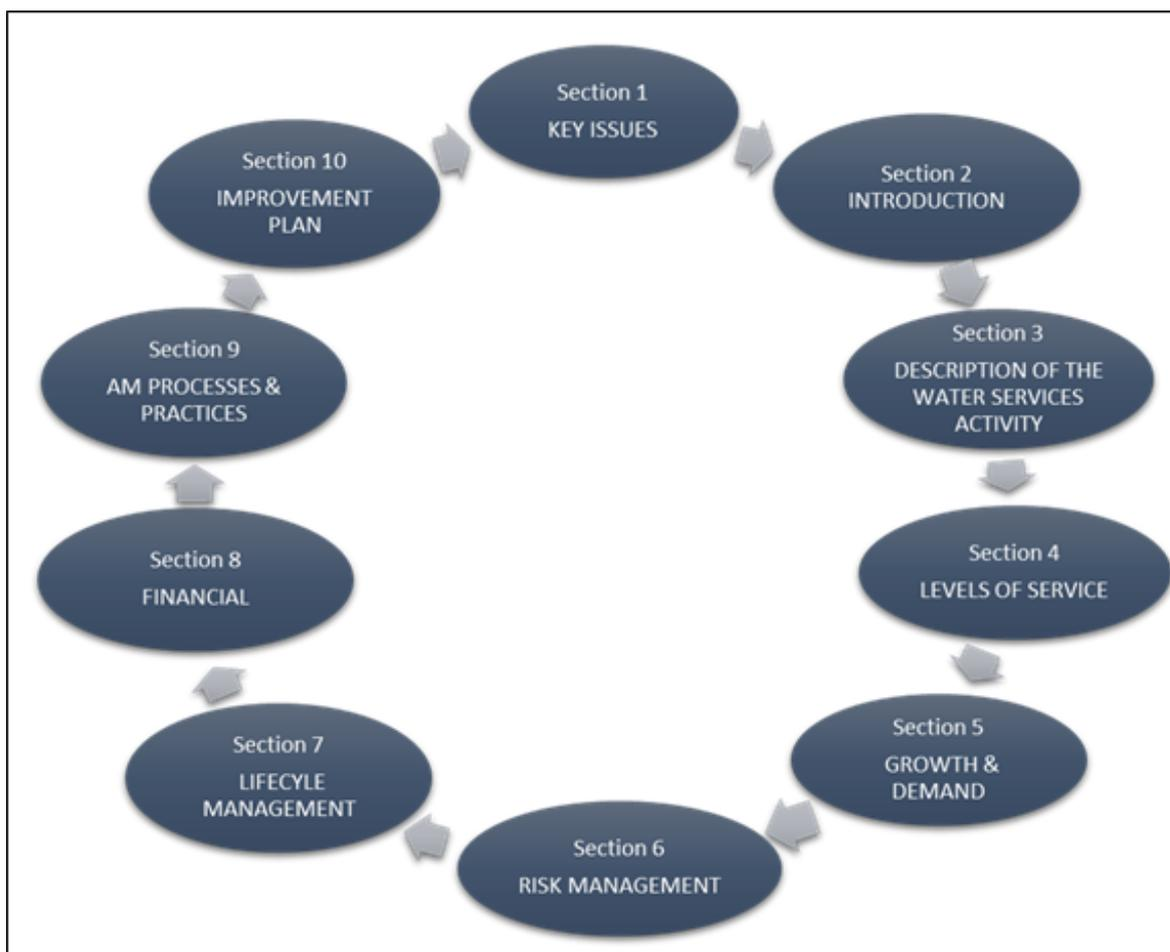 Section 1
KEY ISSUES
Section 2
INTRODUCTION
Section 3
DESCRIPTION OF THE
WATER SERVICES
ACTIVITY
Section 4
LEVELS OF SERVICE
Section 5
GROWTH &
DEMAND
Section 6
RISK MANAGEMENT
Section 7
LIFECYLE
MANAGEMENT
Section 8
FINANCIAL
Section 9
AM PROCESSES &
PRACTICES
Section 10
IMPROVEMENT
PLAN